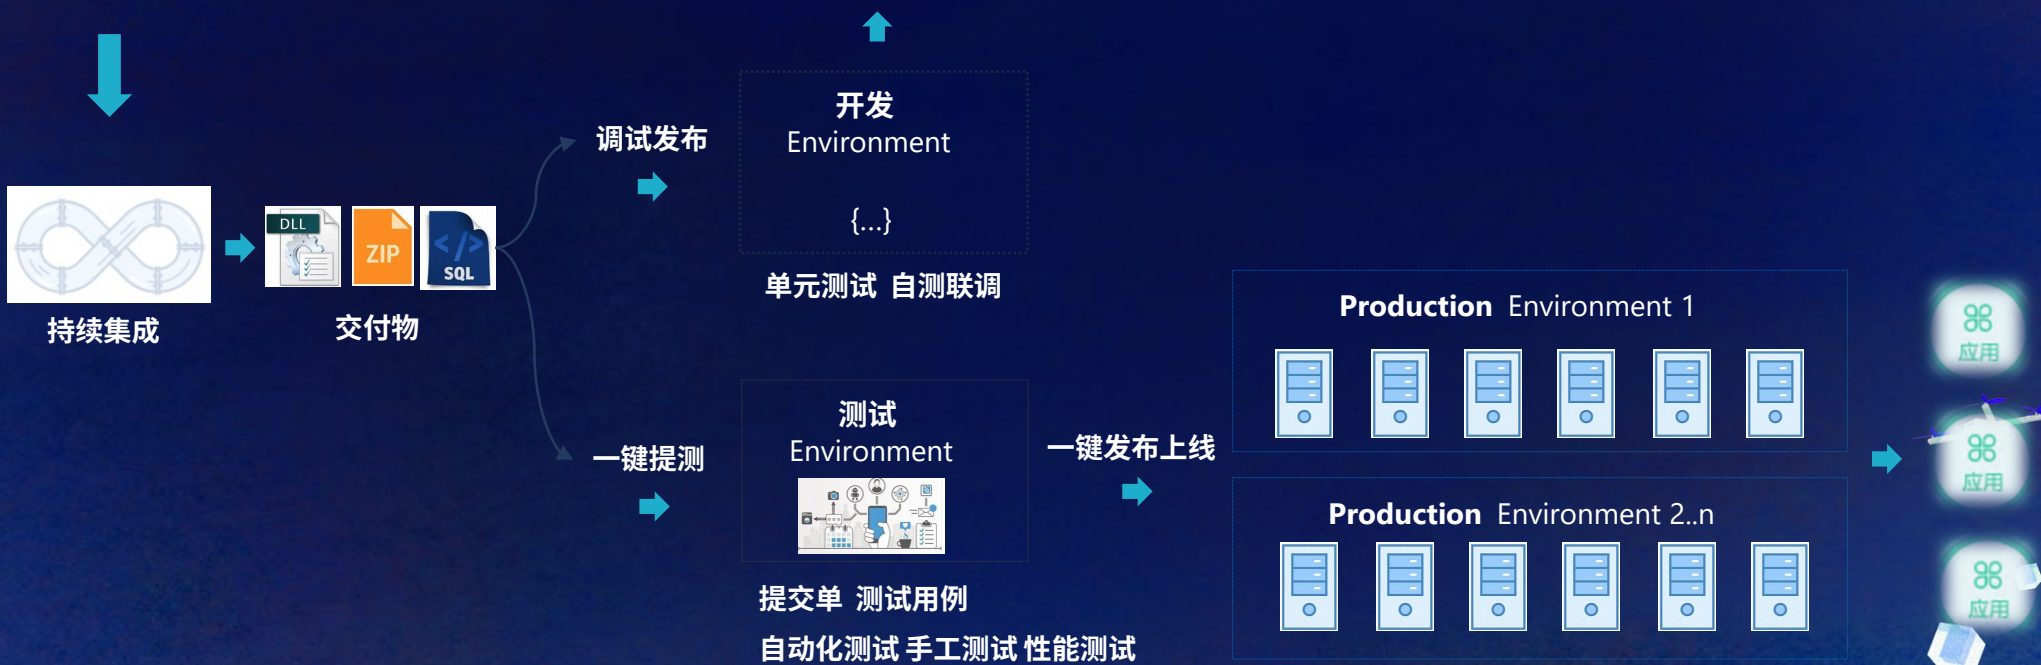 持续集成
DLL
ZIP
</>
SQL
交付物
调试发布
开发
Environment
{...}
单元测试 自测联调
一键提测
测试
Environment
提交单 测试用例
自动化测试 手工测试 性能测试
一键发布上线
Production Environment 1
Production Environment 2..n
应用
应用
应用